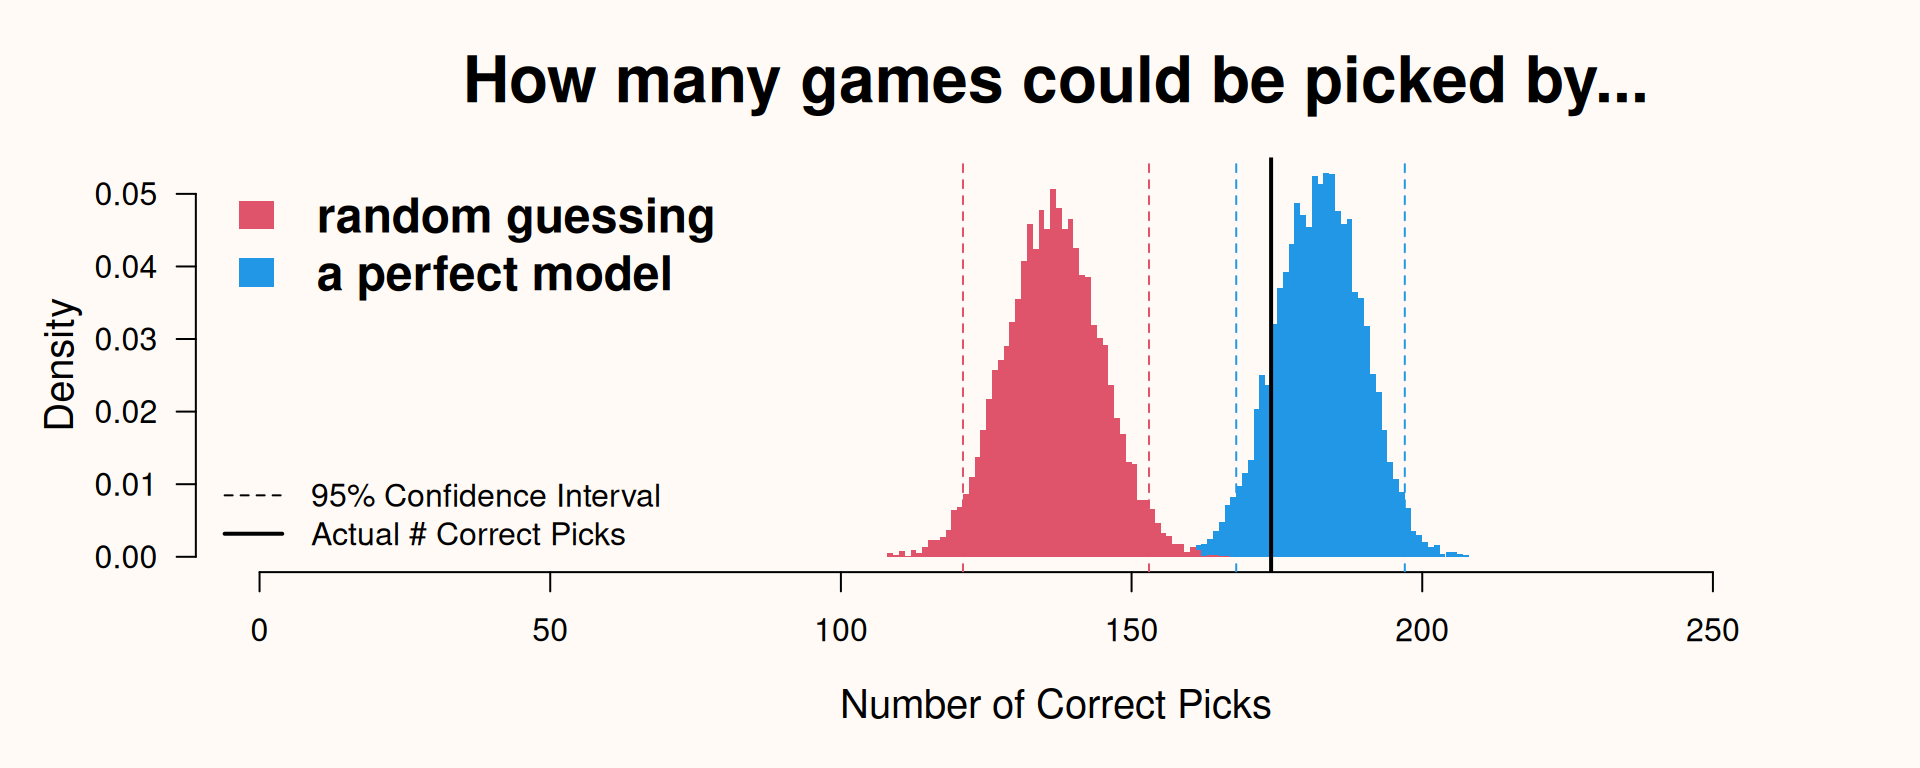 How many games could be picked by...
random guessing
a perfect model
95% Confidence Interval
Actual # Correct Picks
Density
0.05
0.04
0.03
0.02
0.01
0.00
0 50 100 150 200 250
Number of Correct Picks